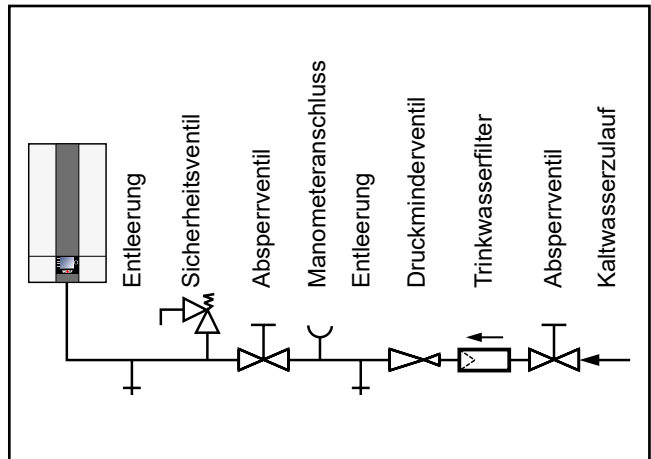 Entleerung
Sicherheitsventil
Absperrventil
Manometeranschluss
Entleerung
Druckminderventil
Trinkwasserfilter
Absperrventil
Kaltwasserzulauf